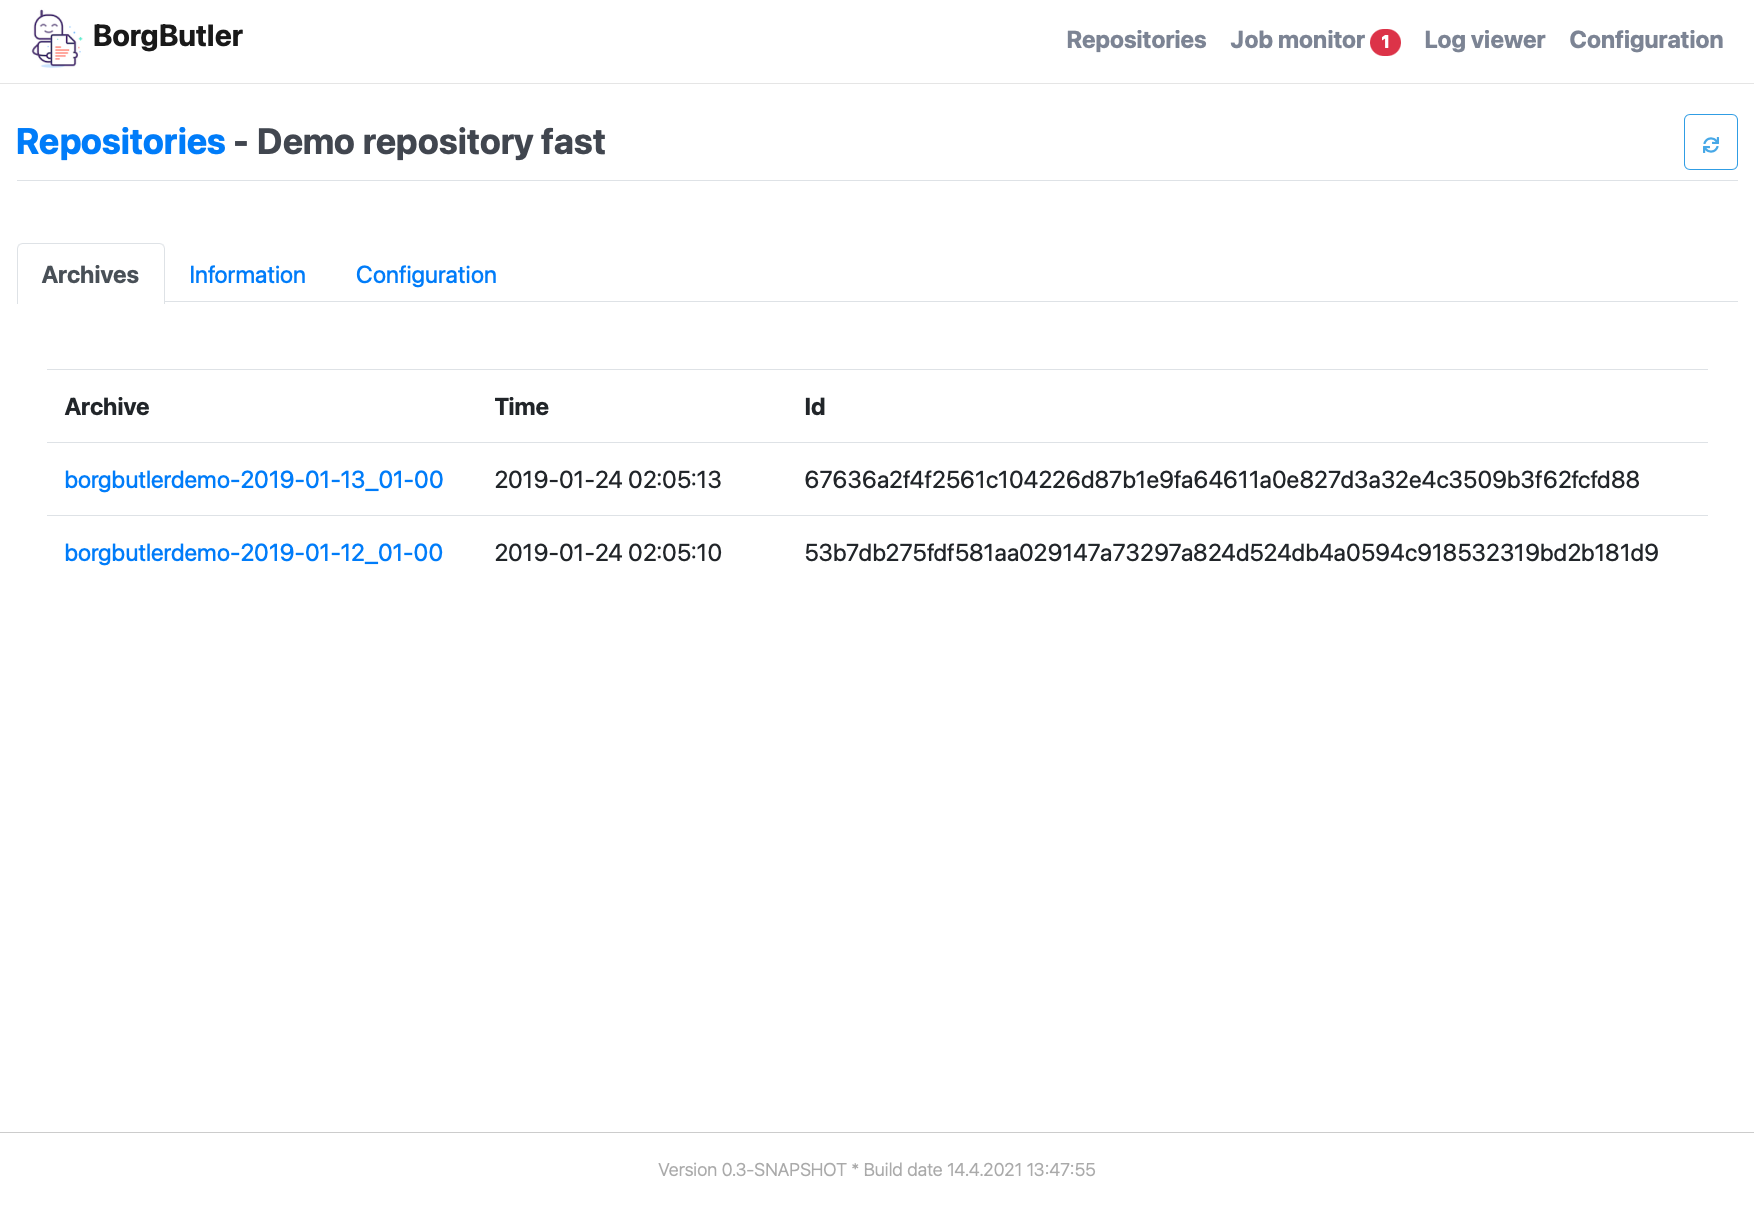 BorgButler
Repositories Job monitor 1 Log viewer Configuration
Repositories - Demo repository fast
Archives Information Configuration
Archive Time Id
borgbutlerdemo-2019-01-13_01-00 2019-01-24 02:05:13 67636a2f4f2561c104226d87b1e9fa64611a0e827d3a32e4c3509b3f62fcfd88
borgbutlerdemo-2019-01-12_01-00 2019-01-24 02:05:10 53b7db275fdf581aa029147a73297a824d524db4a0594c918532319bd2b181d9
Version 0.3-SNAPSHOT * Build date 14.4.2021 13:47:55